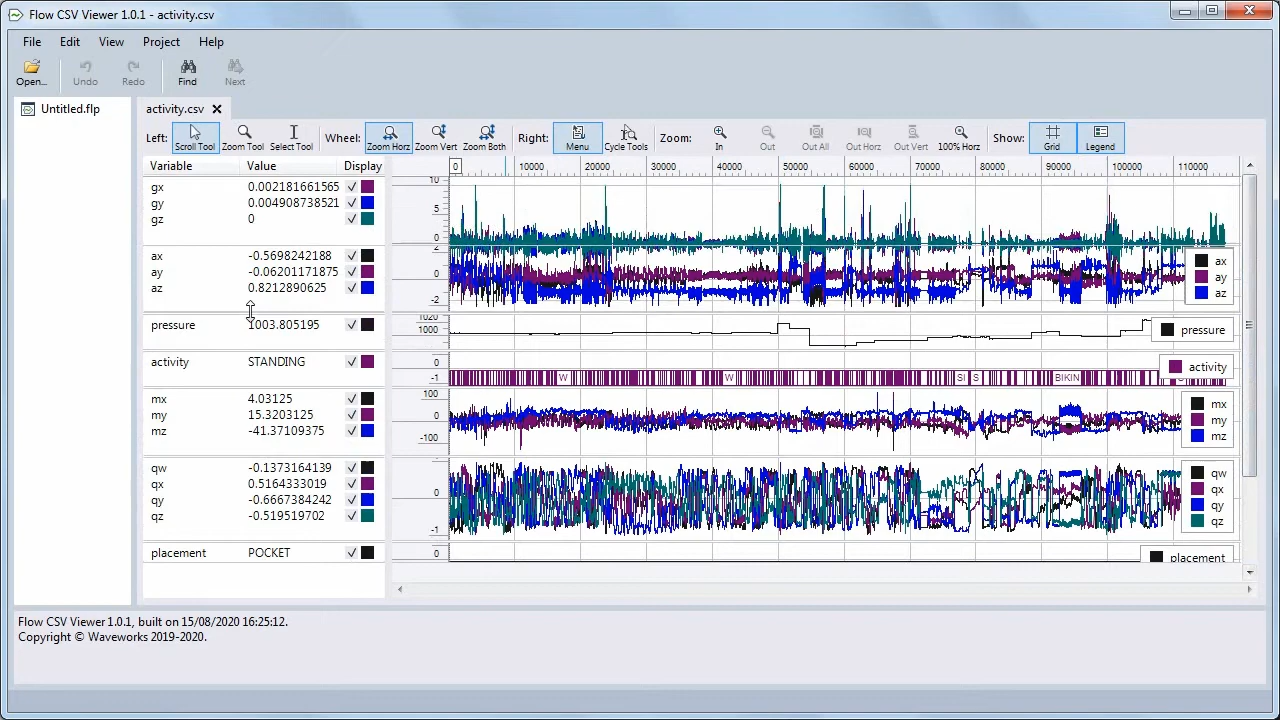 Flow CSV Viewer 1.0.1 - activity.csv
File Edit View Project Help
Open... Undo Redo Find Next
Untitled.flp
activity.csv
Left: Scroll Tool Zoom Tool Select Tool Wheel: Zoom Horz Zoom Vert Zoom Both Right: Menu Cycle Tools Zoom: In Out Out All Out Horz Out Vert 100% Horz Show: Grid Legend
Variable Value Display 0 10000 20000 30000 40000 50000 60000 70000 80000 90000 100000 110000
gx 0.002181661565 10
gy 0.004908738521 5
gz 0 0
ax -0.5698242188 ax
ay -0.06201171875 0 ay
az 0.8212890625 -2 az
pressure 1003.805195 1020 1000 pressure
activity STANDING 0 activity
-1 W W SI S BIKIN
mx 4.03125 100 mx
my 15.3203125 0 my
mz -41.37109375 -100 mz
qw -0.1373164139 qw
qx 0.5164333019 0 qx
qy -0.6667384242 qy
qz -0.519519702 -1 qz
placement POCKET 0 placement
Flow CSV Viewer 1.0.1, built on 15/08/2020 16:25:12.
Copyright © Waveworks 2019-2020.